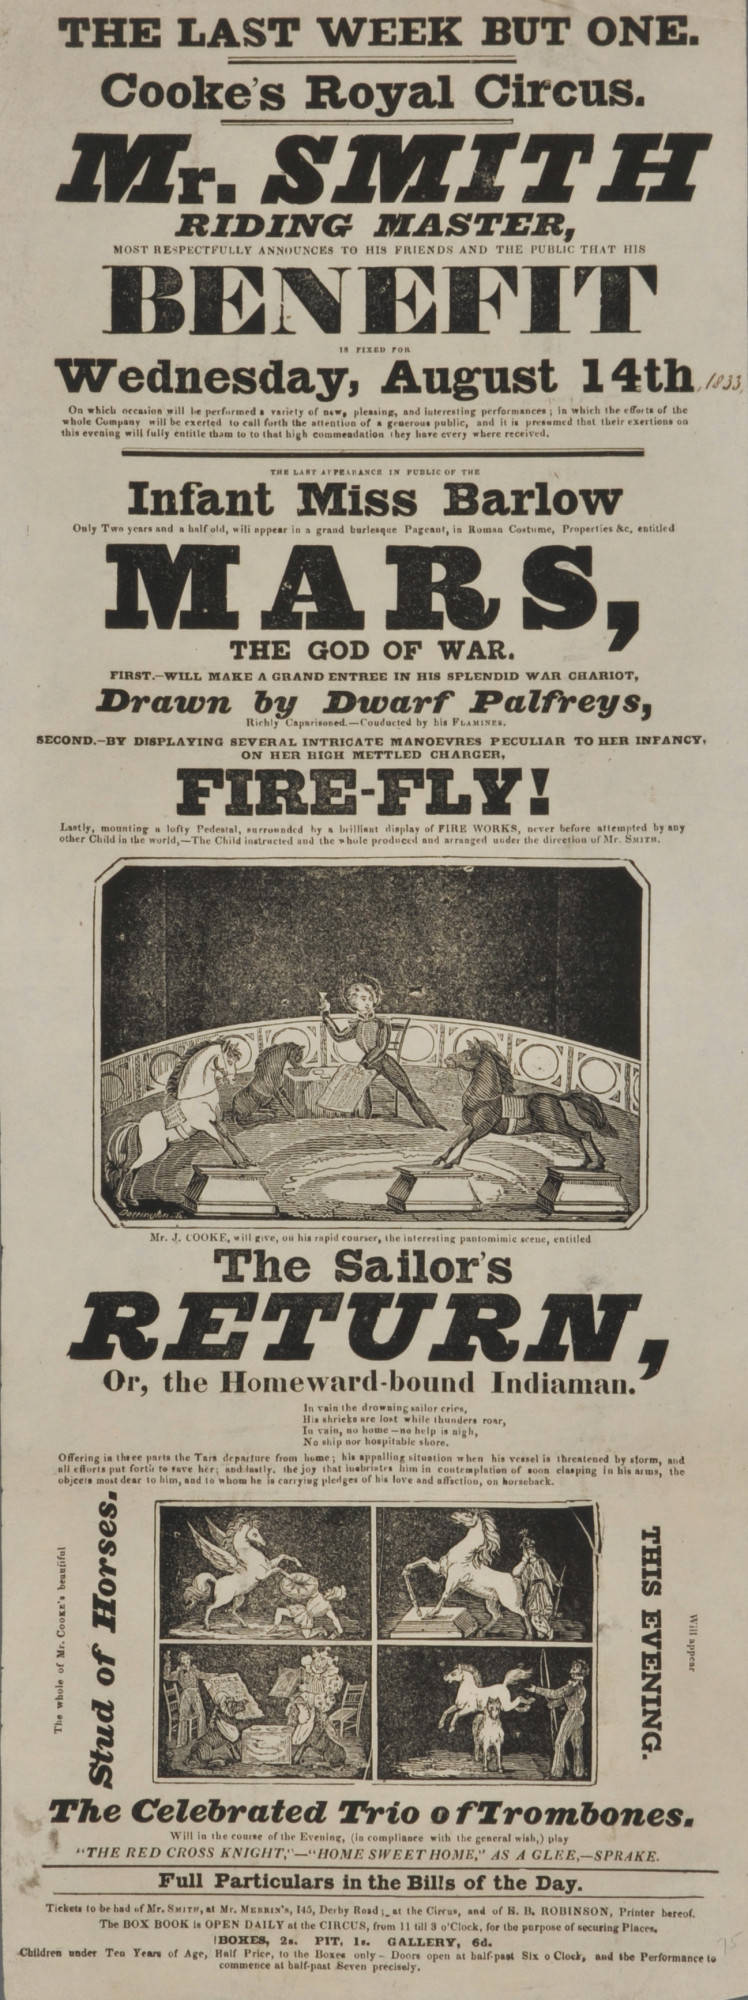 THE LAST WEEK BUT ONE.
Cooke's Royal Circus.
Mr. SMITH
RIDING MASTER,
MOST RESPECTFULLY ANNOUNCES TO HIS FRIENDS AND THE PUBLIC THAT HIS
BENEFIT
IS FIXED FOR
Wednesday, August 14th, 1833,
On which occasion will be performed a variety of new, pleasing, and interesting performances; in which the efforts of the
whole Company will be exerted to call forth the attention of a generous public, and it is presumed that their exertions on
this evening will fully entitle tham to to that high commendation they have every where received.
THE LAST APPEARANCE IN PUBLIC OF THE
Infant Miss Barlow
Only Two years and a half old, will appear in a grand burlesque Pageant, in Roman Costume, Properties &c, entitled
MARS,
THE GOD OF WAR.
FIRST.—WILL MAKE A GRAND ENTREE IN HIS SPLENDID WAR CHARIOT,
Drawn by Dwarf Palfreys,
Richly Caparisoned.—Conducted by his FLAMINES.
SECOND.—BY DISPLAYING SEVERAL INTRICATE MANOEVRES PECULIAR TO HER INFANCY,
ON HER HIGH METTLED CHARGER,
FIRE-FLY!
Lastly, mounting a lofty Pedestal, surrounded by a brilliant display of FIRE WORKS, never before attempted by any
other Child in the world,—The Child instructed and the whole produced and arranged under the direction of Mr. SMITH.
Mr. J. COOKE, will give, on his rapid courser, the interesting pantomimic scene, entitled
The Sailor's
RETURN,
Or, the Homeward-bound Indiaman.
In vain the drowning sailor cries,
His shrieks are lost while thunders roar,
In vain, no home—no help is nigh,
No ship nor hospitable shore.
Offering in three parts the Tars departure from home; his appalling situation when his vessel is threatened by storm, and
all efforts put forth to save her; and lastly, the joy that inebriates him in contemplation of soon clasping in his arms, the
objects most dear to him, and to whom he is carrying pledges of his love and affection, on horseback.
The whole of Mr. COOKE's beautiful
Stud of Horses.
Will appear
THIS EVENING.
The Celebrated Trio of Trombones.
Will in the course of the Evening, (in compliance with the general wish,) play
"THE RED CROSS KNIGHT,"—"HOME SWEET HOME," AS A GLEE,—SPRAKE.
Full Particulars in the Bills of the Day.
Tickets to be had of Mr. SMITH, at Mr. MERRIN's, 145, Derby Road; at the Circus, and of H. B. ROBINSON, Printer hereof.
The BOX BOOK is OPEN DAILY at the CIRCUS, from 11 till 3 o'Clock, for the purpose of securing Places.
BOXES, 2s. PIT, 1s. GALLERY, 6d.
Children under Ten Years of Age, Half Price, to the Boxes only—Doors open at half-past Six o Clock, and the Performance to
commence at half-past Seven precisely.
75